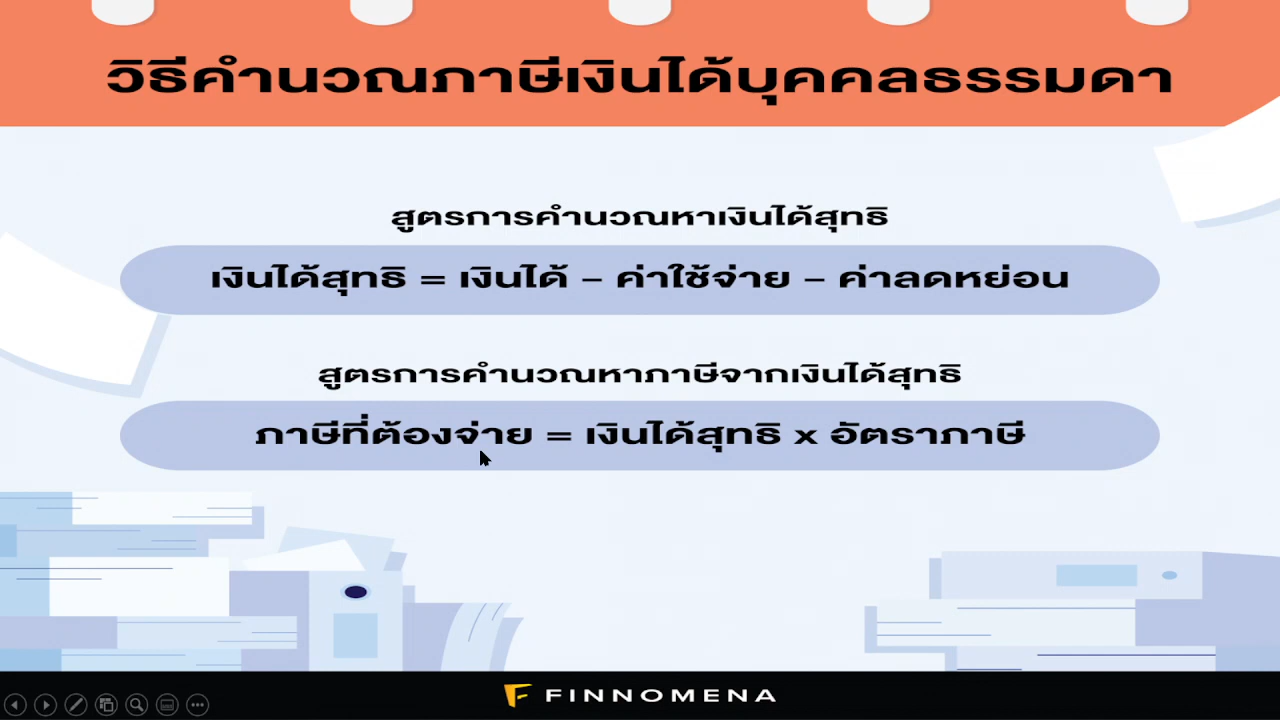 วิธีคำนวณภาษีเงินได้บุคคลธรรมดา
สูตรการคำนวณหาเงินได้สุทธิ
เงินได้สุทธิ = เงินได้ – ค่าใช้จ่าย – ค่าลดหย่อน
สูตรการคำนวณหาภาษีจากเงินได้สุทธิ
ภาษีที่ต้องจ่าย = เงินได้สุทธิ x อัตราภาษี
FINNOMENA